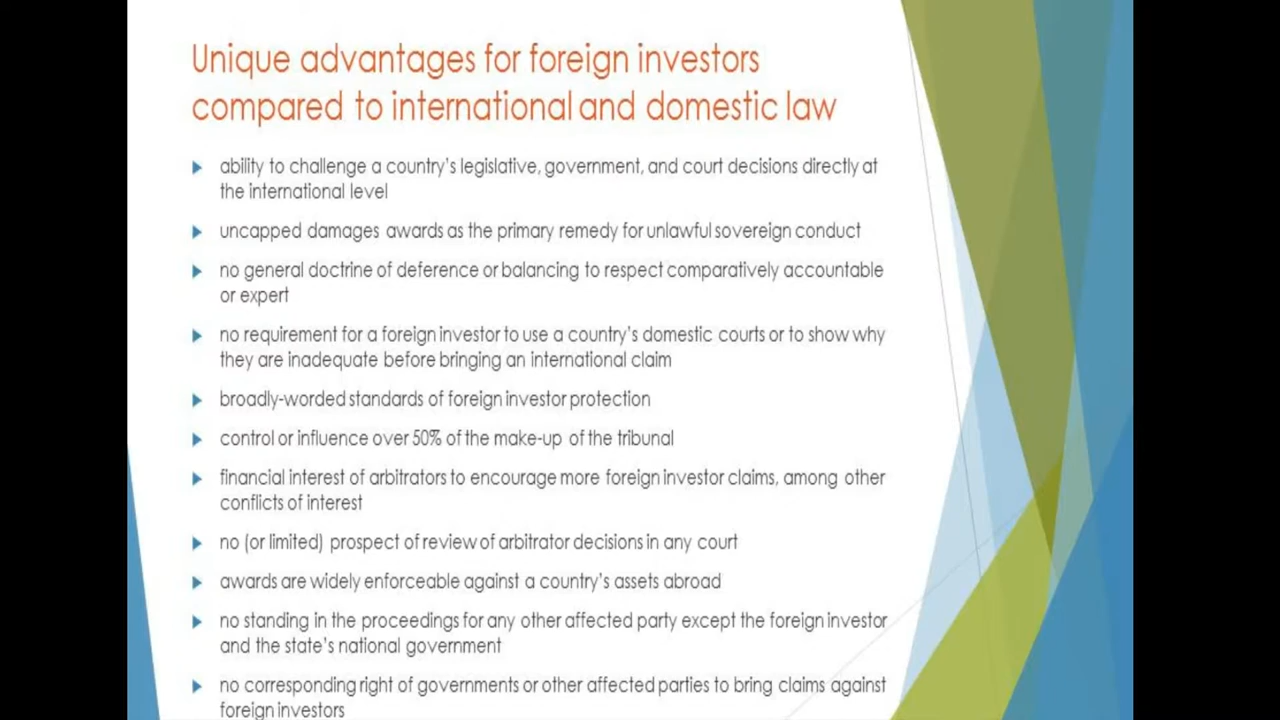 Unique advantages for foreign investors
compared to international and domestic law
ability to challenge a country's legislative, government, and court decisions directly at
the international level
uncapped damages awards as the primary remedy for unlawful sovereign conduct
no general doctrine of deference or balancing to respect comparatively accountable
or expert
no requirement for a foreign investor to use a country's domestic courts or to show why
they are inadequate before bringing an international claim
broadly-worded standards of foreign investor protection
control or influence over 50% of the make-up of the tribunal
financial interest of arbitrators to encourage more foreign investor claims, among other
conflicts of interest
no (or limited) prospect of review of arbitrator decisions in any court
awards are widely enforceable against a country's assets abroad
no standing in the proceedings for any other affected party except the foreign investor
and the state's national government
no corresponding right of governments or other affected parties to bring claims against
foreign investors